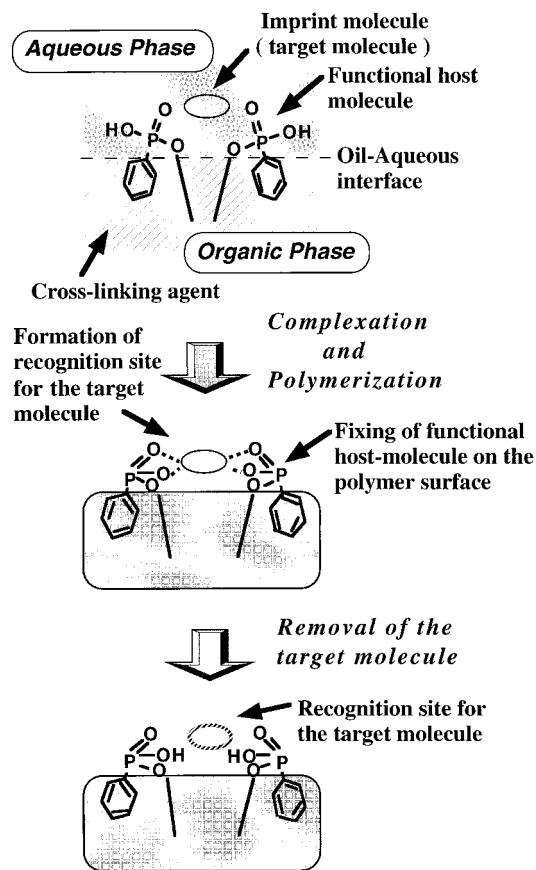 Imprint molecule
( target molecule )
Aqueous Phase
Functional host
molecule
O
O
HO
P
O
O
P
OH
Oil-Aqueous
interface
Organic Phase
Cross-linking agent
Formation of
recognition site
for the target
molecule
Complexation
and
Polymerization
O
P
O
O
O
O
P
O
Fixing of functional
host-molecule on the
polymer surface
Removal of the
target molecule
Recognition site for
the target molecule
O
P
OH
O
O
HO
P
O